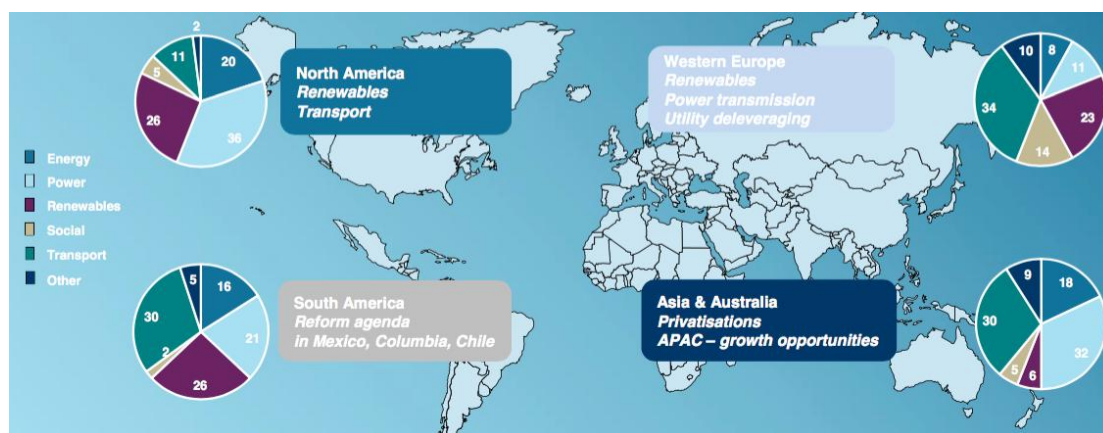 2
11
20
5
26
36
North America
Renewables
Transport
Western Europe
Renewables
Power transmission
Utility deleveraging
10
8
11
34
23
14
Energy
Power
Renewables
Social
Transport
Other
5
16
30
21
2
26
South America
Reform agenda
in Mexico, Columbia, Chile
Asia & Australia
Privatisations
APAC – growth opportunities
9
18
30
32
5
6